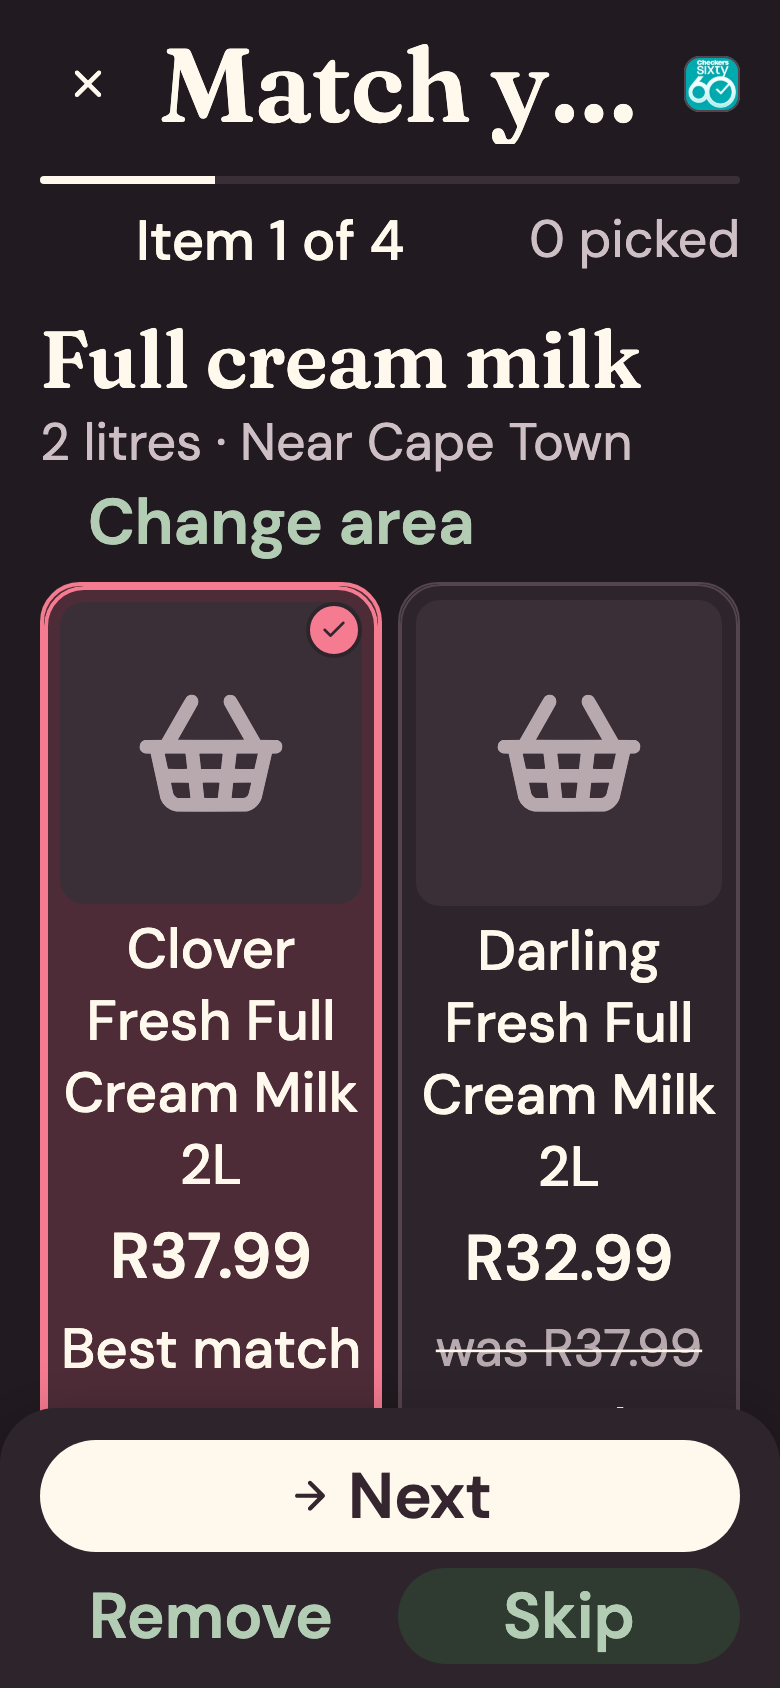 Match y...
Checkers
SIXTY
60
Item 1 of 4
0 picked
Full cream milk
2 litres · Near Cape Town
Change area
Clover
Fresh Full
Cream Milk
2L
R37.99
Best match
Darling
Fresh Full
Cream Milk
2L
R32.99
was R37.99
Next
Remove
Skip